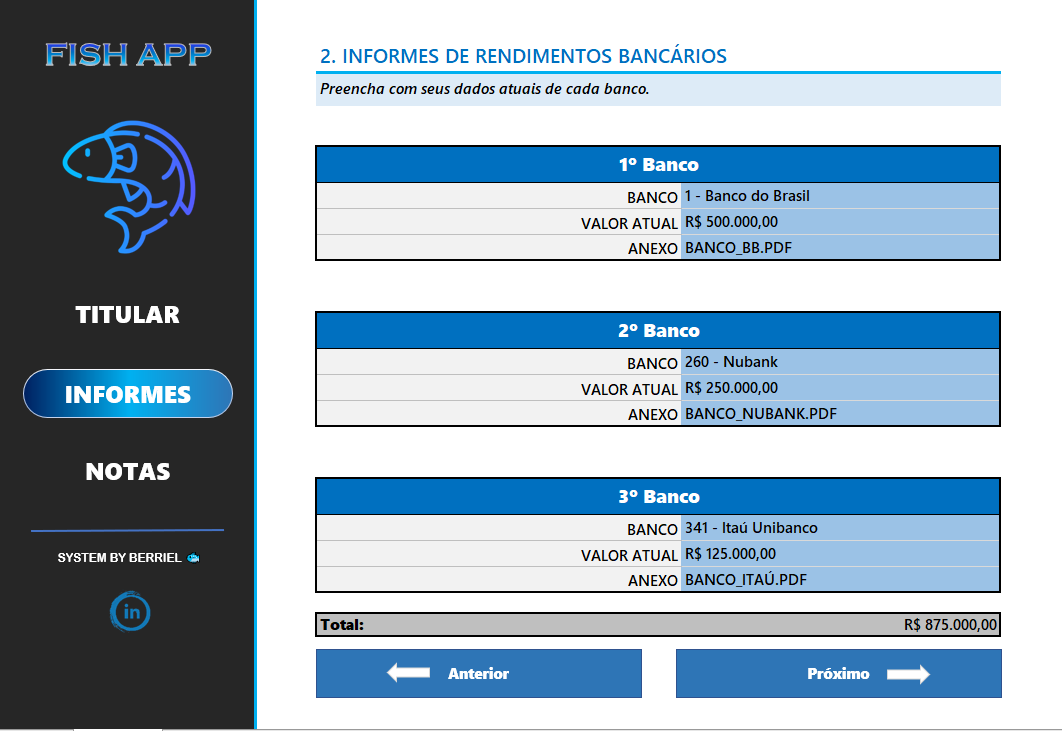 FISH APP
TITULAR
INFORMES
NOTAS
SYSTEM BY BERRIEL
in
2. INFORMES DE RENDIMENTOS BANCÁRIOS
Preencha com seus dados atuais de cada banco.
1º Banco
BANCO 1 - Banco do Brasil
VALOR ATUAL R$ 500.000,00
ANEXO BANCO_BB.PDF
2º Banco
BANCO 260 - Nubank
VALOR ATUAL R$ 250.000,00
ANEXO BANCO_NUBANK.PDF
3º Banco
BANCO 341 - Itaú Unibanco
VALOR ATUAL R$ 125.000,00
ANEXO BANCO_ITAÚ.PDF
Total: R$ 875.000,00
Anterior
Próximo